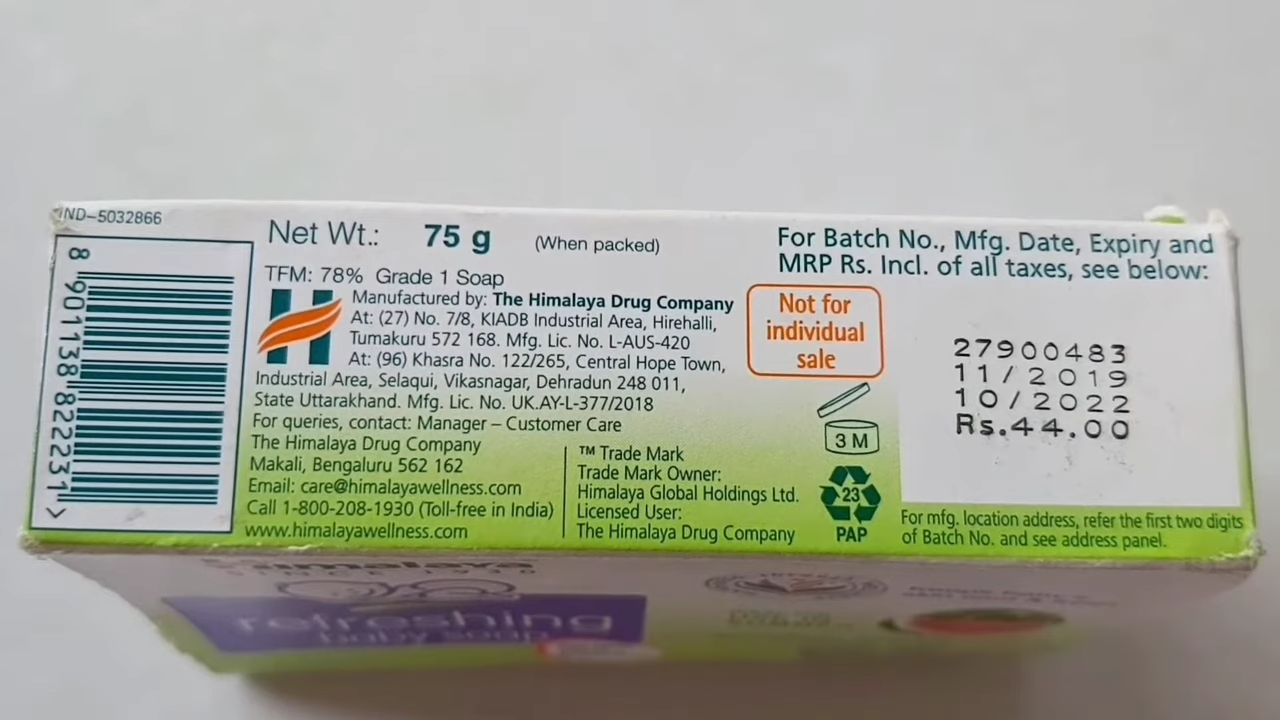 IND-5032866
8 901138 822231 >
Net Wt.: 75 g (When packed)
TFM: 78% Grade 1 Soap
Manufactured by: The Himalaya Drug Company
At: (27) No. 7/8, KIADB Industrial Area, Hirehalli,
Tumakuru 572 168. Mfg. Lic. No. L-AUS-420
At: (96) Khasra No. 122/265, Central Hope Town,
Industrial Area, Selaqui, Vikasnagar, Dehradun 248 011,
State Uttarakhand. Mfg. Lic. No. UK.AY-L-377/2018
For queries, contact: Manager – Customer Care
The Himalaya Drug Company
Makali, Bengaluru 562 162
Email: care@himalayawellness.com
Call 1-800-208-1930 (Toll-free in India)
www.himalayawellness.com
™ Trade Mark
Trade Mark Owner:
Himalaya Global Holdings Ltd.
Licensed User:
The Himalaya Drug Company
Not for
individual
sale
3 M
23
PAP
For Batch No., Mfg. Date, Expiry and
MRP Rs. Incl. of all taxes, see below:
27900483
11/2019
10/2022
Rs.44.00
For mfg. location address, refer the first two digits
of Batch No. and see address panel.
Himalaya
SINCE 1930
refreshing
baby soap